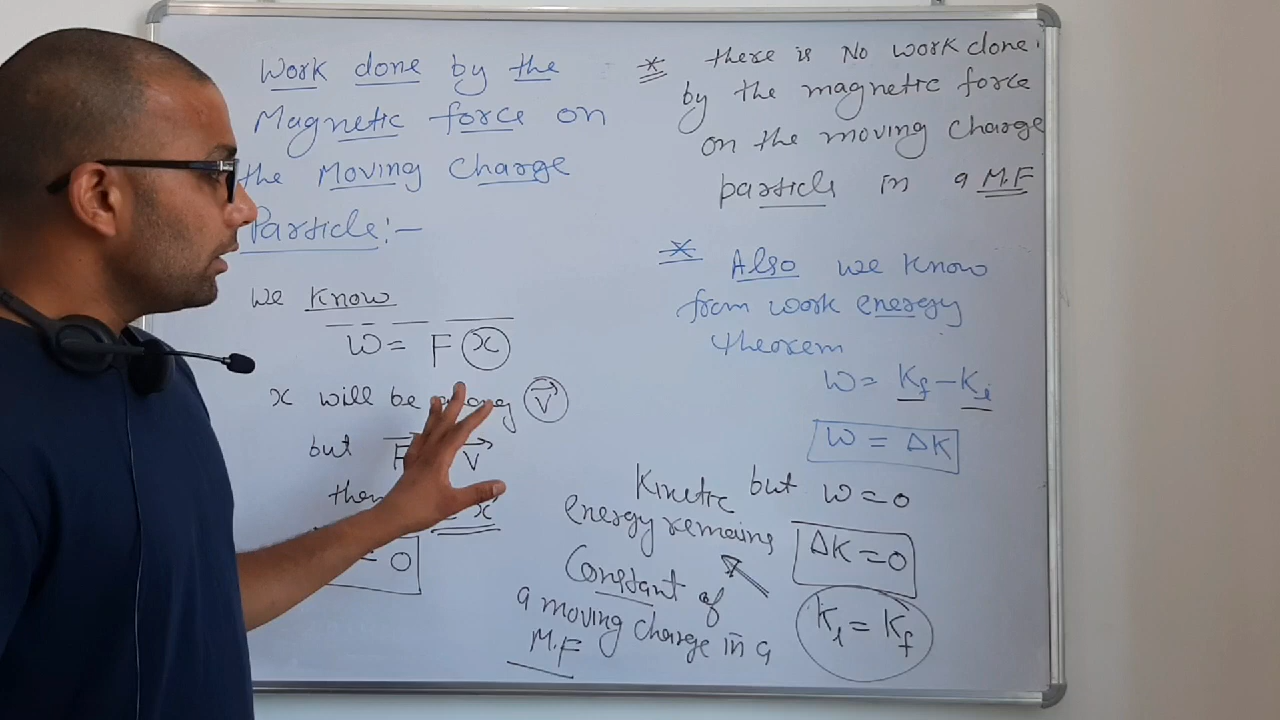 Work done by the
Magnetic force on
the Moving Charge
Particle:-
We Know
W = F x
x will be along V
but F V
then x
= 0
* there is No work done
by the magnetic force
on the moving charge
particle in a M.F
* Also we know
from work energy
theorem
W = Kf - Ki
W = ΔK
but W = 0
ΔK = 0
Ki = Kf
Kinetic
energy remains
Constant of
a moving charge in a
M.F